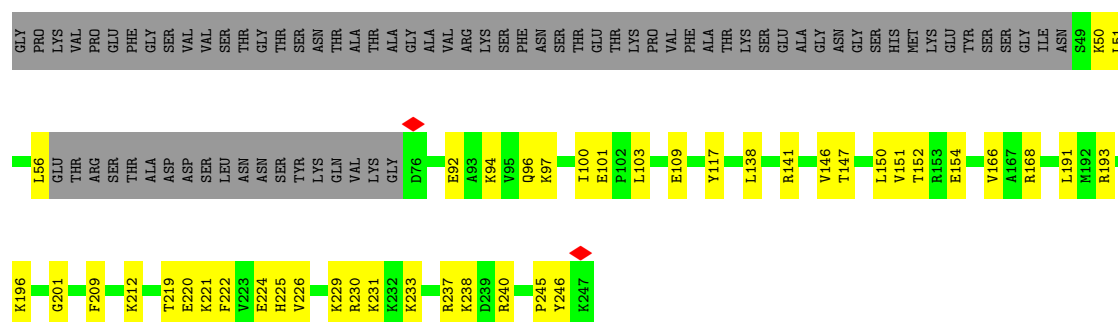 GLY PRO LYS VAL PRO GLU PHE GLY SER VAL VAL SER THR GLY THR SER ASN THR ALA THR ALA GLY ALA VAL ARG LYS SER PHE ASN SER THR GLU THR LYS PRO VAL PHE ALA THR LYS SER GLU ALA GLY ASN GLY SER HIS MET LYS GLU TYR SER SER GLY ILE ASN S49 K50 L51
L56 GLU THR ARG SER THR ALA ASP ASP SER LEU ASN ASN SER TYR LYS GLN VAL LYS GLY D76 E92 A93 K94 V95 Q96 K97 I100 E101 P102 L103 E109 Y117 L138 R141 V146 T147 L150 V151 T152 R153 E154 V166 A167 R168 L191 M192 R193
K196 G201 F209 K212 T219 E220 K221 F222 V223 E224 H225 V226 K229 R230 K231 K232 K233 R237 K238 D239 R240 P245 Y246 K247